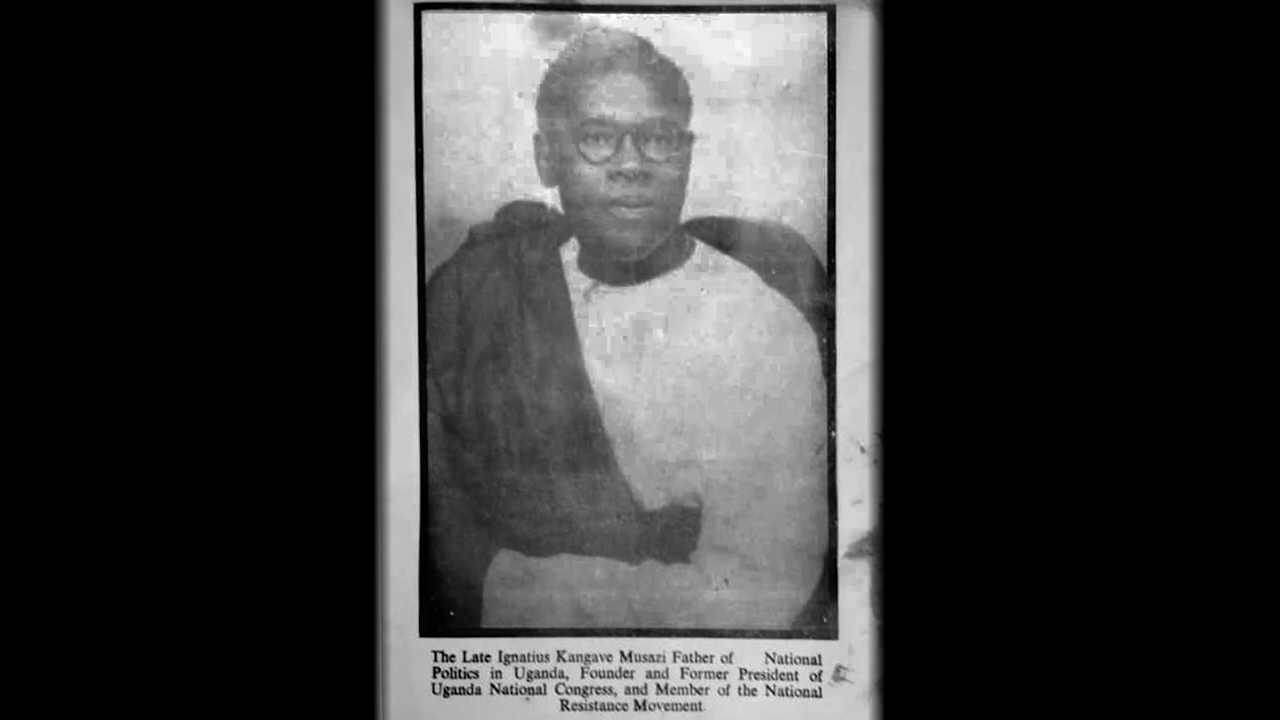 The Late Ignatius Kangave Musazi Father of National
Politics in Uganda, Founder and Former President of
Uganda National Congress, and Member of the National
Resistance Movement